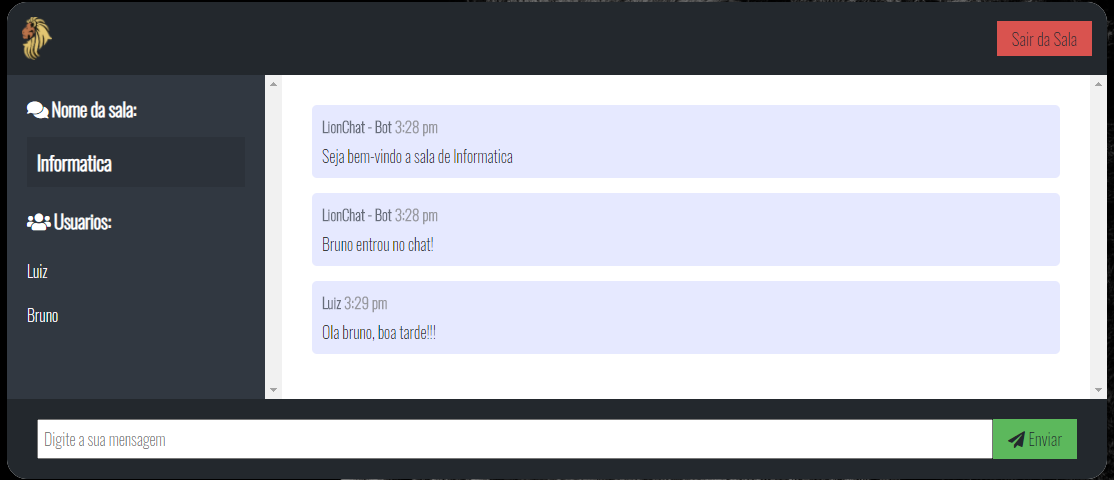 Sair da Sala
Nome da sala:
Informatica
Usuarios:
Luiz
Bruno
LionChat - Bot 3:28 pm
Seja bem-vindo a sala de Informatica
LionChat - Bot 3:28 pm
Bruno entrou no chat!
Luiz 3:29 pm
Ola bruno, boa tarde!!!
Digite a sua mensagem
Enviar